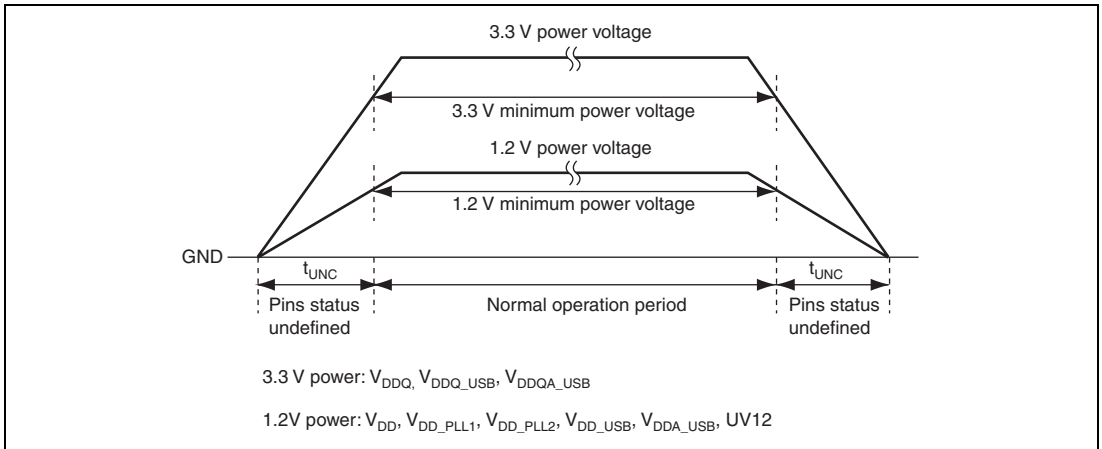 3.3 V power voltage
3.3 V minimum power voltage
1.2 V power voltage
1.2 V minimum power voltage
GND
tUNC
tUNC
Pins status
undefined
Normal operation period
Pins status
undefined
3.3 V power: VDDQ, VDDQ_USB, VDDQA_USB
1.2V power: VDD, VDD_PLL1, VDD_PLL2, VDD_USB, VDDA_USB, UV12